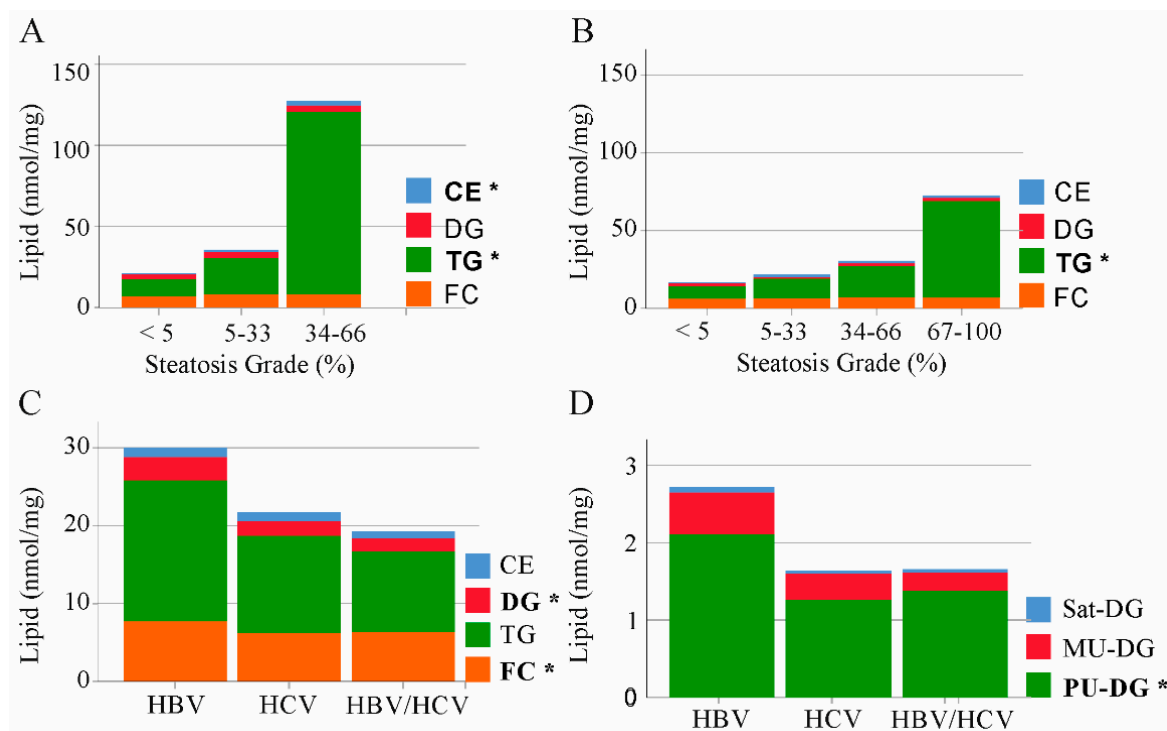 A
Lipid (nmol/mg)
150
100
50
0
< 5
5-33
34-66
Steatosis Grade (%)
CE *
DG
TG *
FC
B
Lipid (nmol/mg)
150
100
50
0
< 5
5-33
34-66
67-100
Steatosis Grade (%)
CE
DG
TG *
FC
C
Lipid (nmol/mg)
30
20
10
0
HBV
HCV
HBV/HCV
CE
DG *
TG
FC *
D
Lipid (nmol/mg)
3
2
1
0
HBV
HCV
HBV/HCV
Sat-DG
MU-DG
PU-DG *